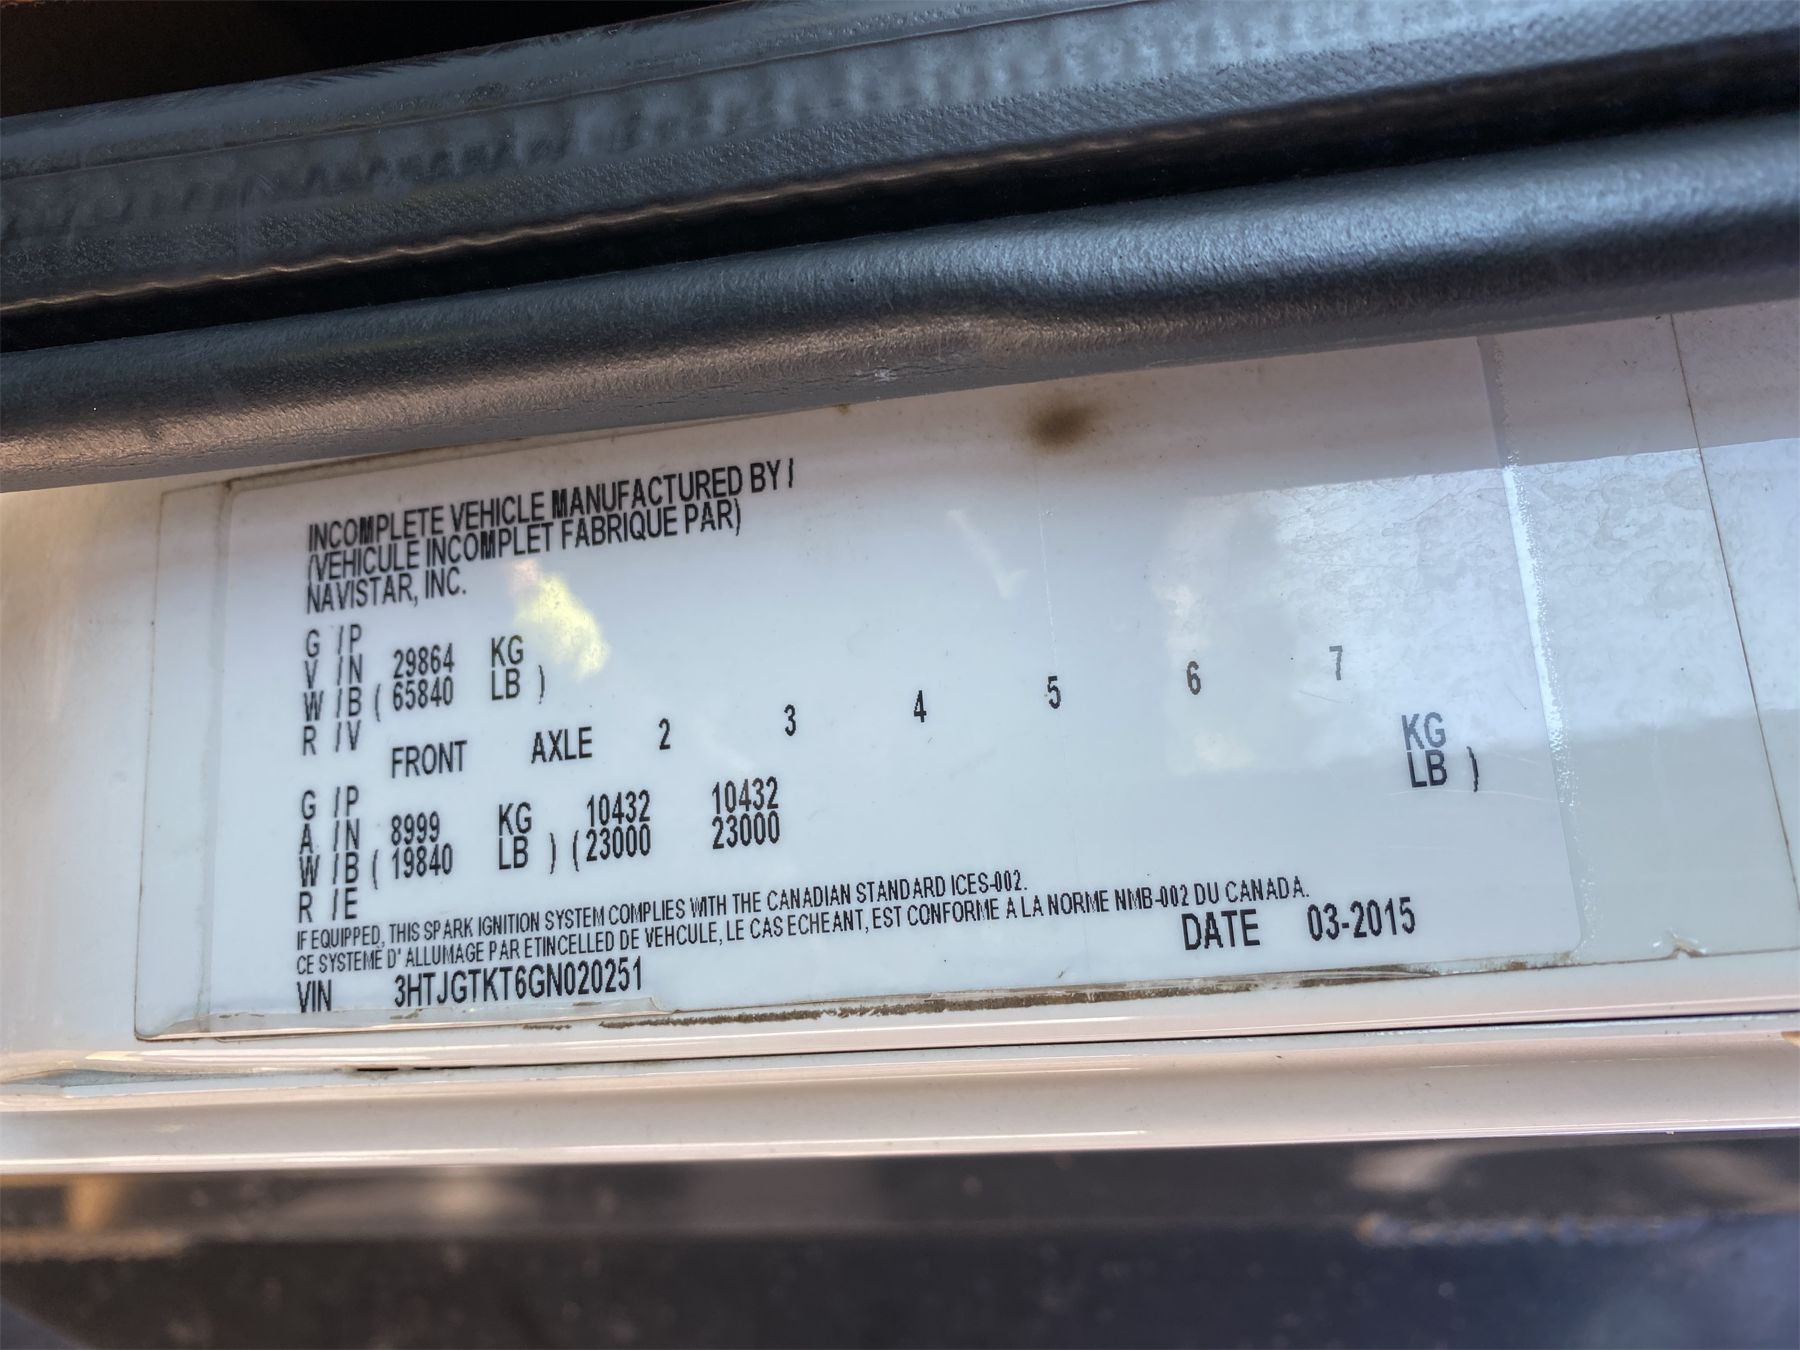 INCOMPLETE VEHICLE MANUFACTURED BY /
(VEHICULE INCOMPLET FABRIQUE PAR)
NAVISTAR, INC.
G /P
V /N 29864 KG
W /B ( 65840 LB )
R /V
FRONT AXLE 2 3 4 5 6 7
G /P KG
A /N 8999 KG 10432 10432 LB )
W /B ( 19840 LB ) ( 23000 23000
R /E
IF EQUIPPED, THIS SPARK IGNITION SYSTEM COMPLIES WITH THE CANADIAN STANDARD ICES-002.
CE SYSTEME D' ALLUMAGE PAR ETINCELLED DE VEHCULE, LE CAS ECHEANT, EST CONFORME A LA NORME NMB-002 DU CANADA.
VIN 3HTJGTKT6GN020251 DATE 03-2015